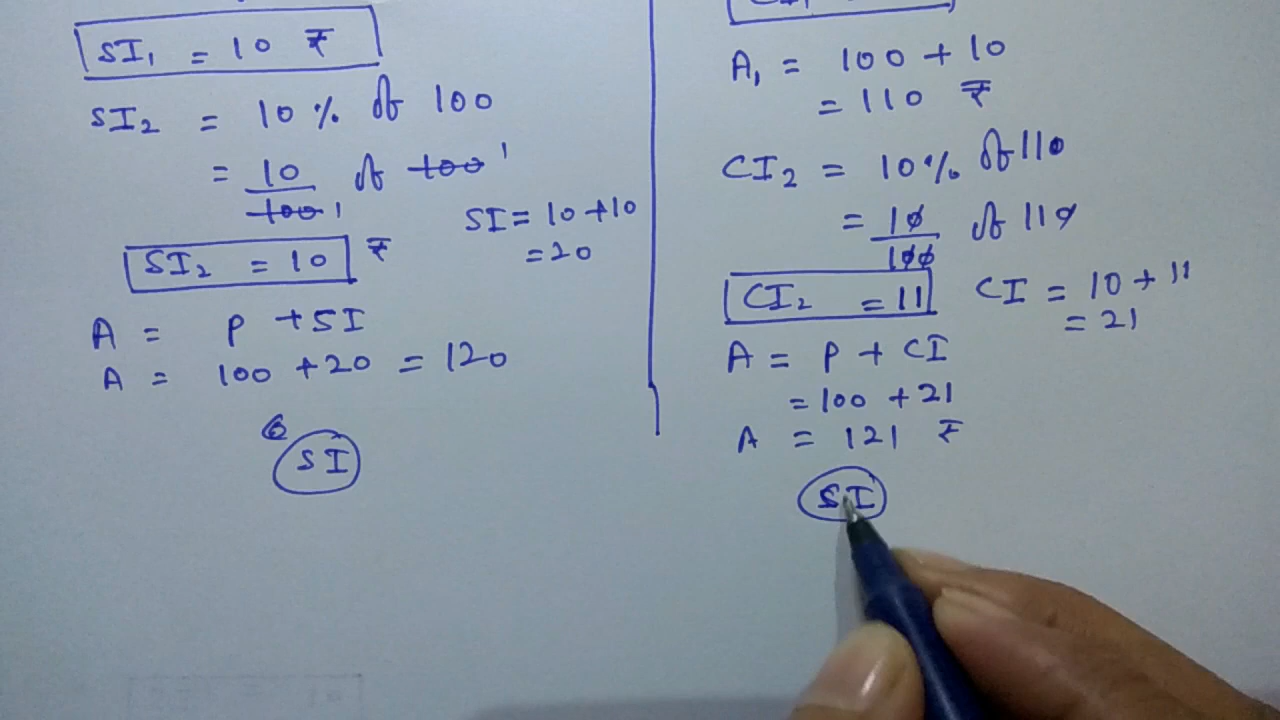 SI₁ = 10 ₹
SI₂ = 10 % of 100
= 10/100 1 of 100 1
SI = 10 + 10
= 20
SI₂ = 10 ₹
A = P + SI
A = 100 + 20 = 120
SI
A₁ = 100 + 10
= 110 ₹
CI₂ = 10% of 110
= 10/100 of 110
CI₂ = 11
CI = 10 + 11
= 21
A = P + CI
= 100 + 21
A = 121 ₹
SI